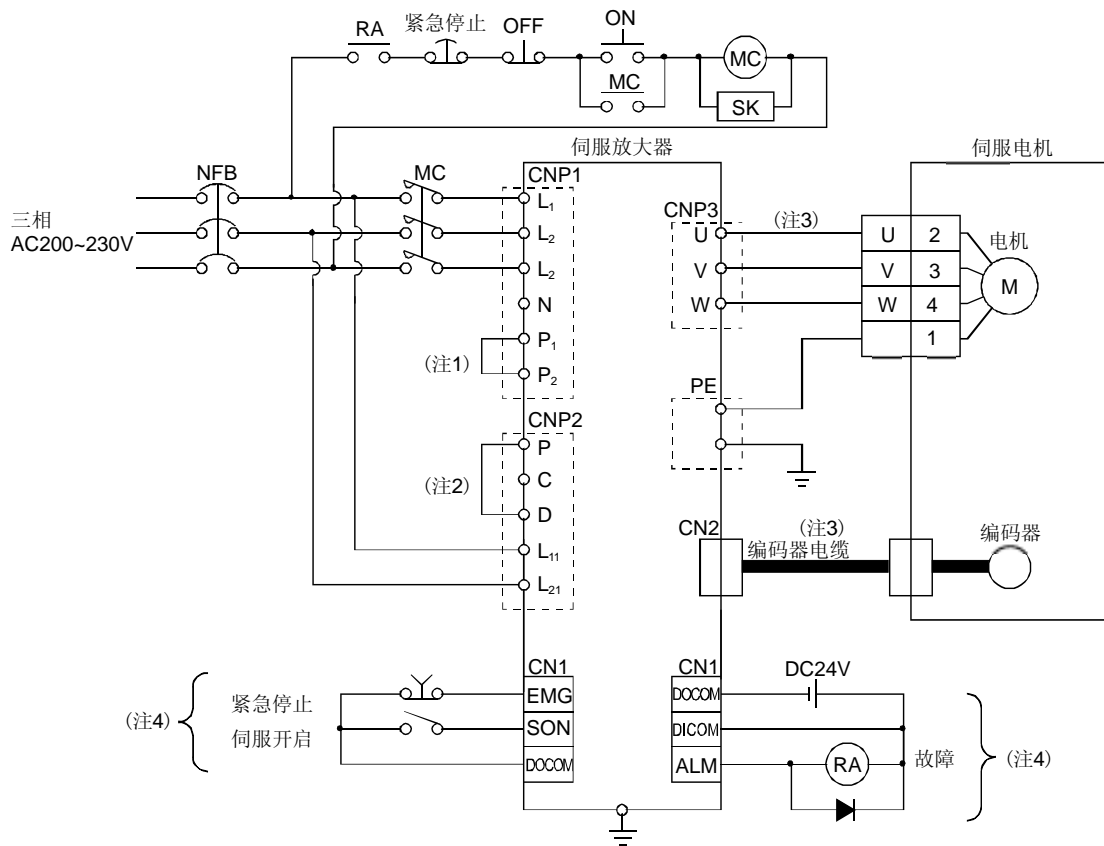 RA
紧急停止
OFF
ON
MC
MC
SK
伺服放大器
伺服电机
NFB
MC
CNP1
三相
AC200~230V
L₁
L₂
L₂
N
P₁
P₂
(注1)
CNP3
U
V
W
(注3)
U 2
V 3
W 4
1
电机
M
PE
CNP2
P
C
D
L₁₁
L₂₁
(注2)
CN2
(注3)
编码器电缆
编码器
CN1
EMG
SON
DOCOM
(注4)
紧急停止
伺服开启
CN1
DOCOM
DICOM
ALM
DC24V
RA
故障
(注4)